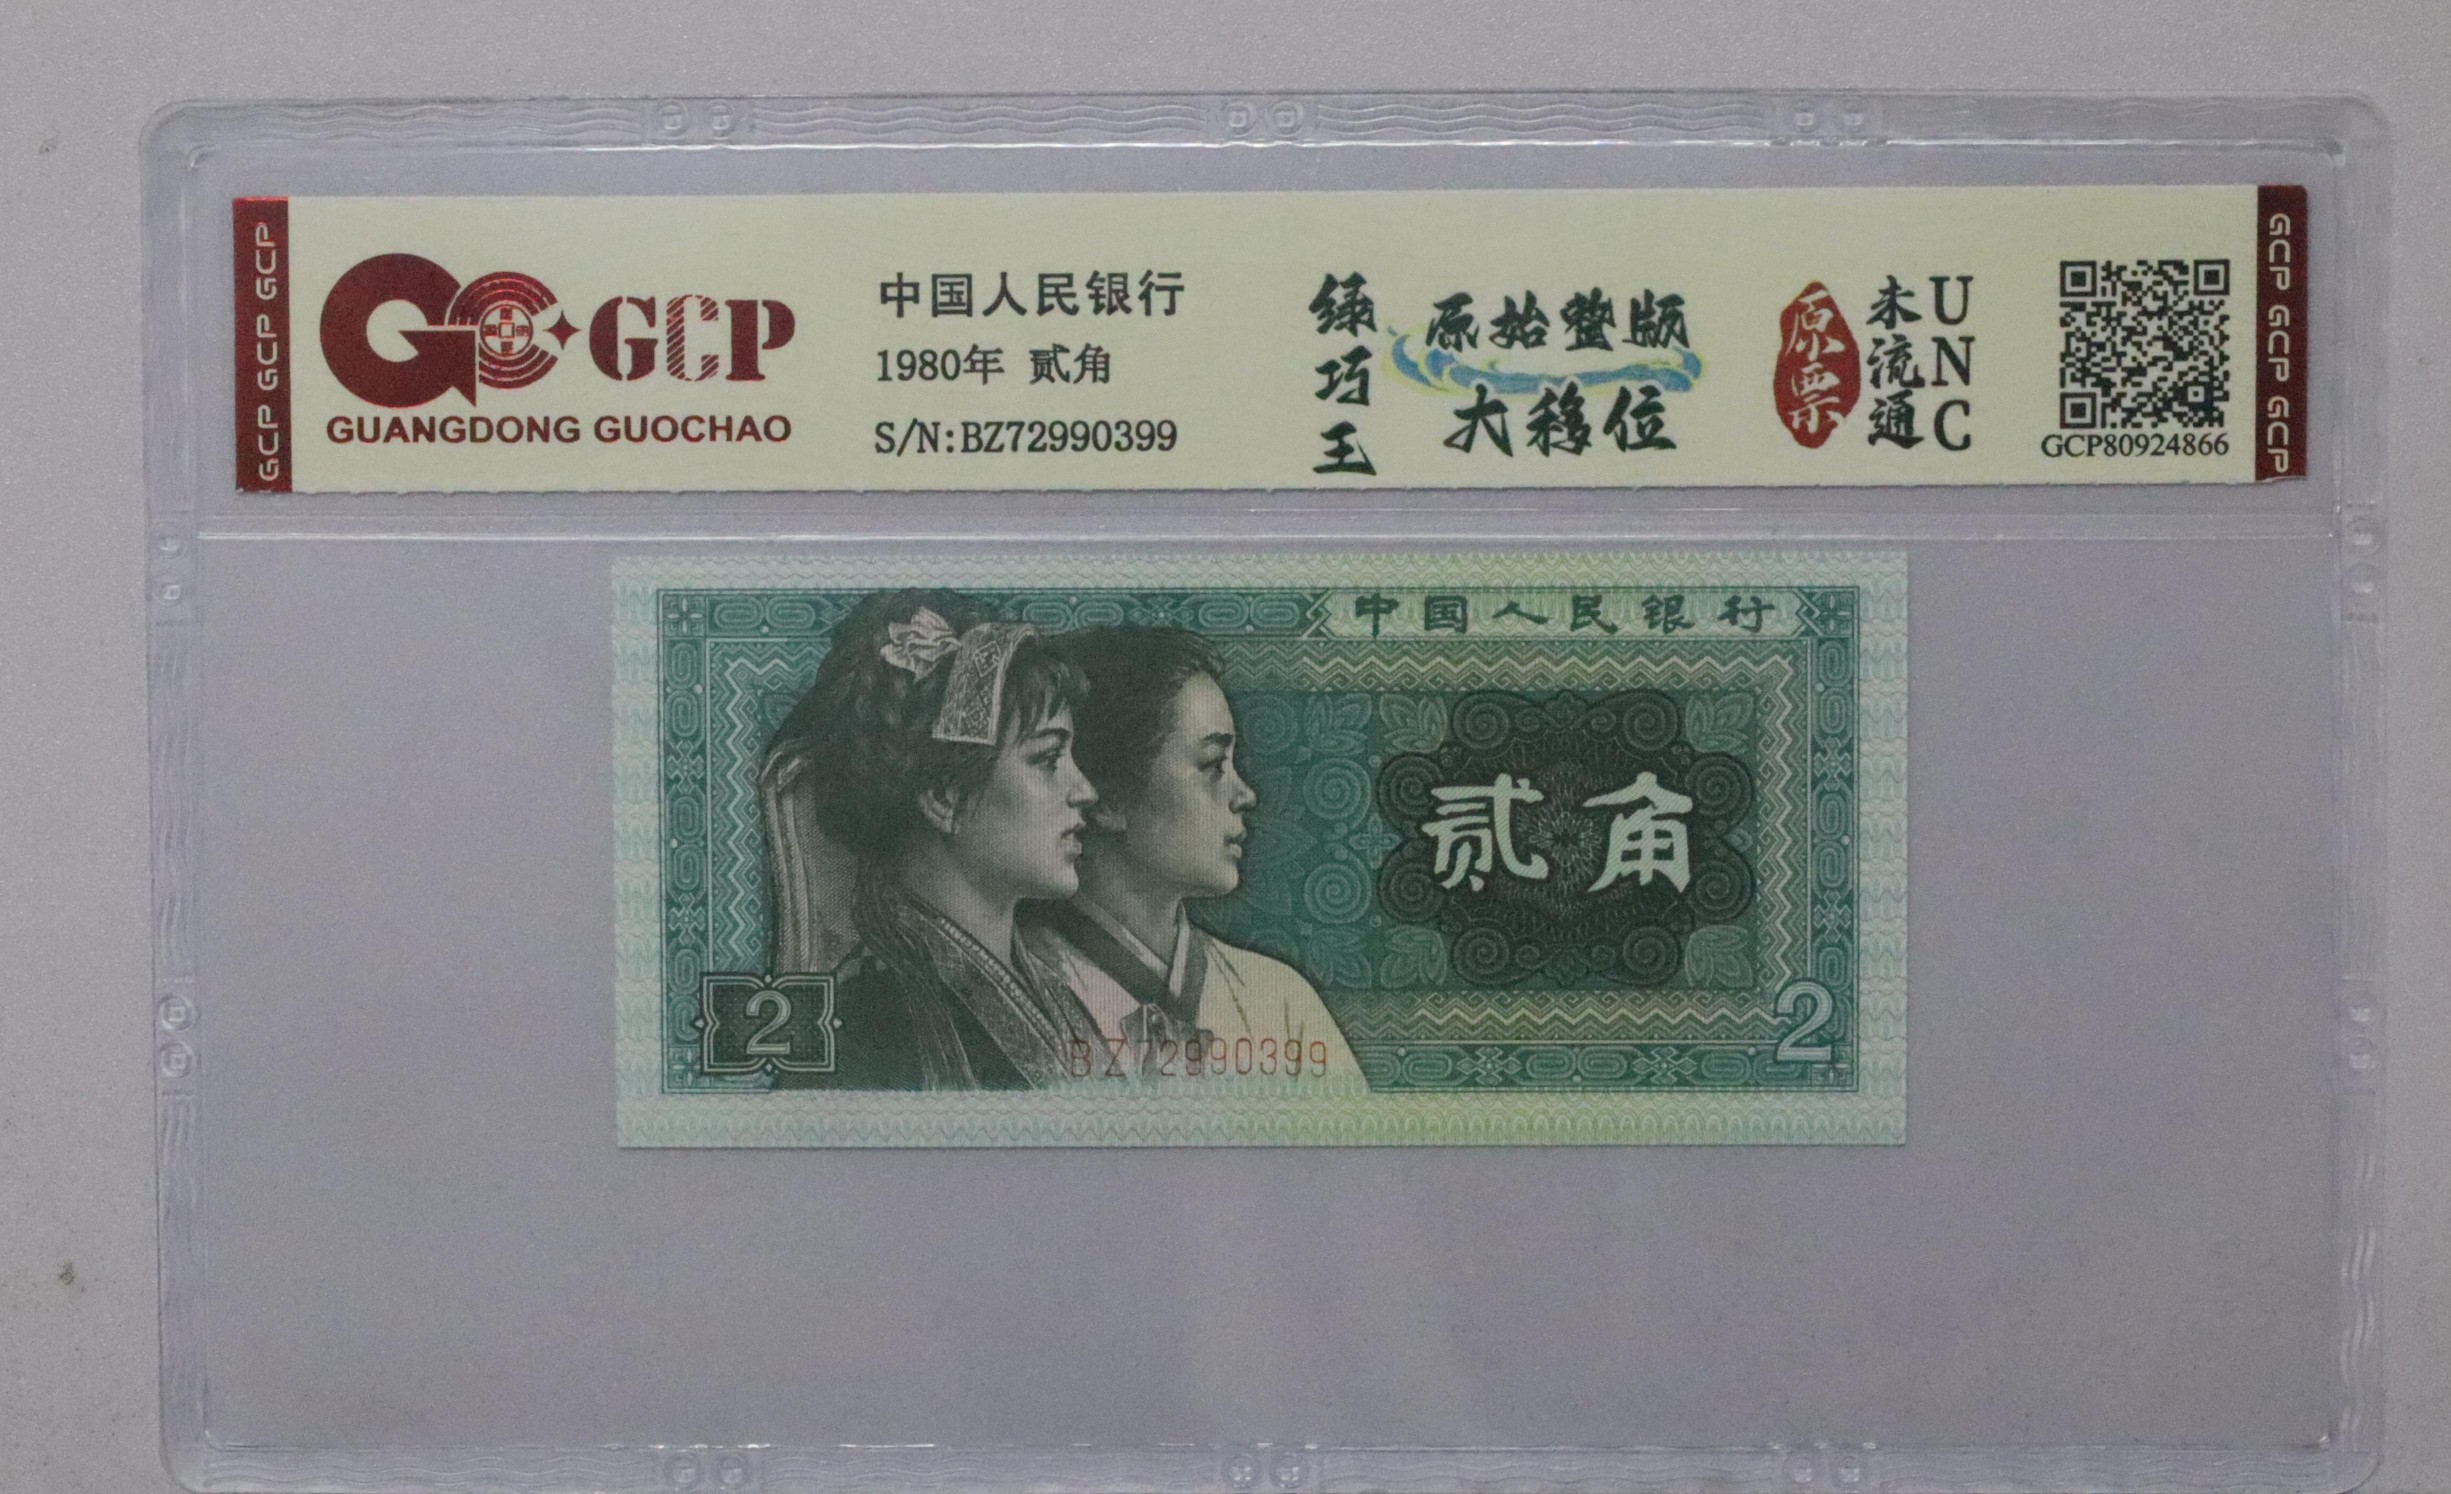 GCP GCP GCP
GCP
GUANGDONG GUOCHAO
中国人民银行
1980年 贰角
S/N:BZ72990399
绿巧王
原始整版
大移位
原票
未流通
UNC
GCP80924866
GCP GCP GCP
中国人民银行
贰角
2
2
BZ72990399